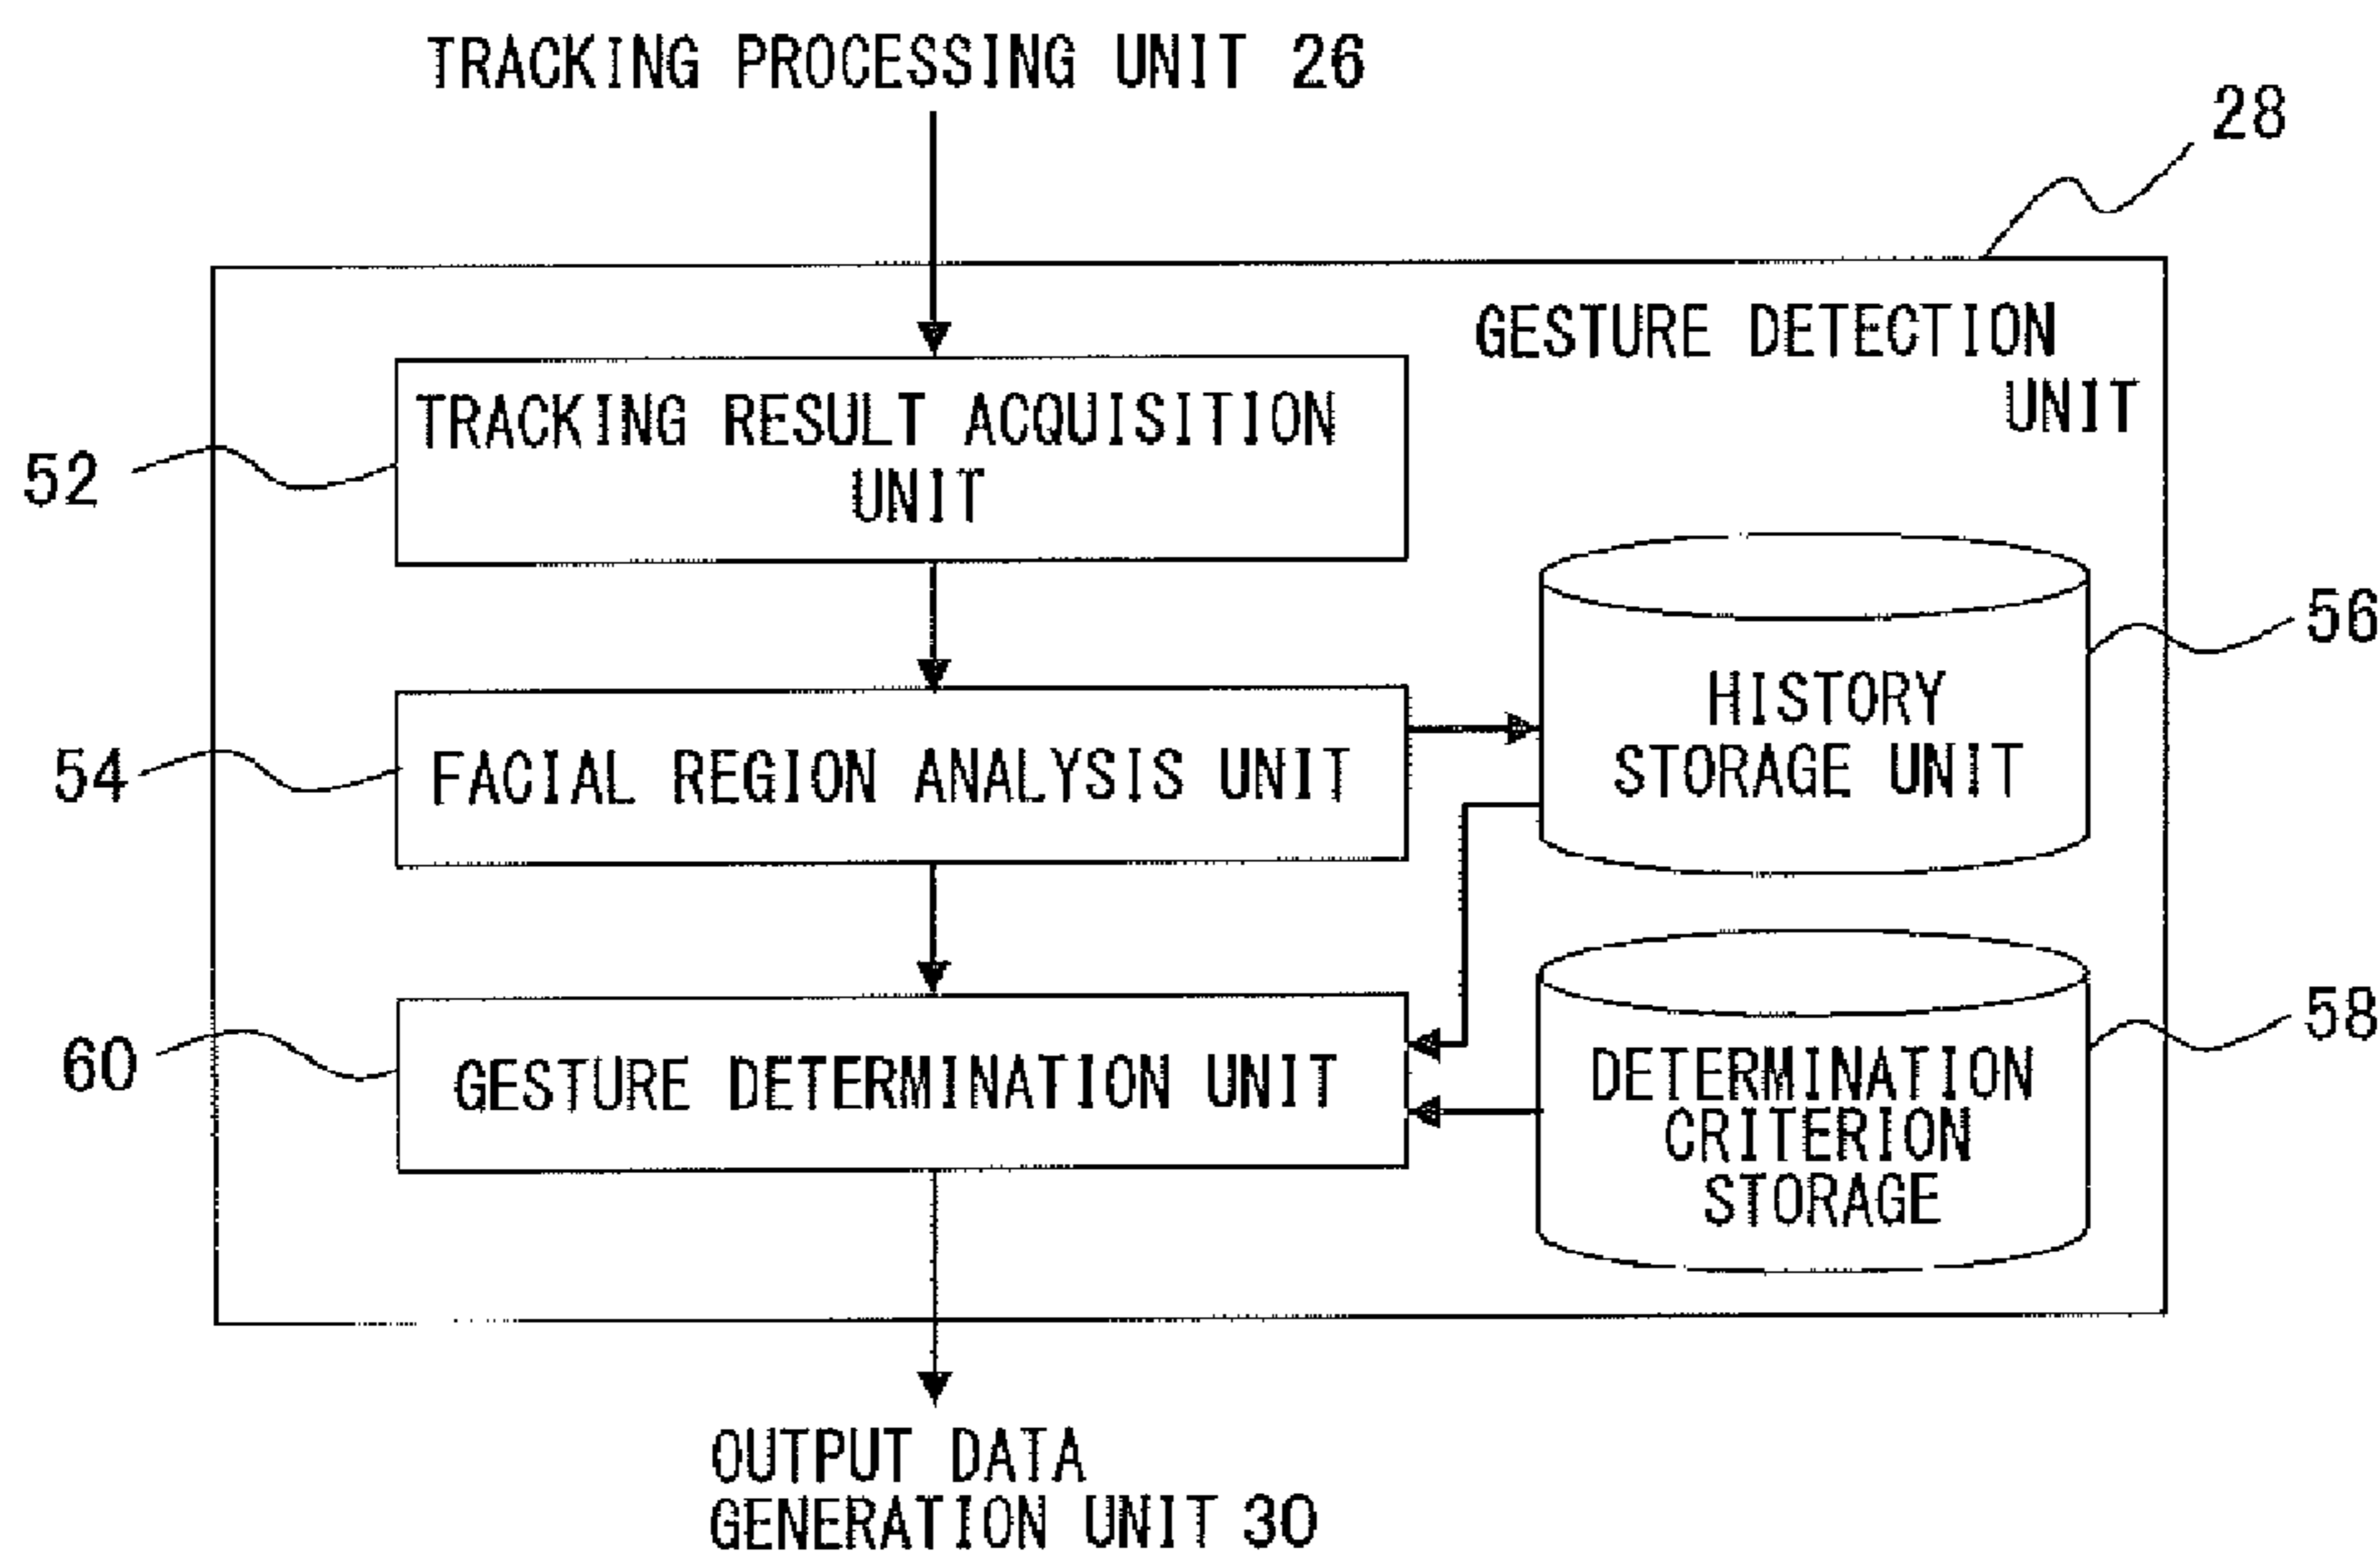 TRACKING PROCESSING UNIT 26
28
GESTURE DETECTION
UNIT
TRACKING RESULT ACQUISITION
UNIT
52
HISTORY
STORAGE UNIT
56
FACIAL REGION ANALYSIS UNIT
54
GESTURE DETERMINATION UNIT
60
DETERMINATION
CRITERION
STORAGE
58
OUTPUT DATA
GENERATION UNIT 30